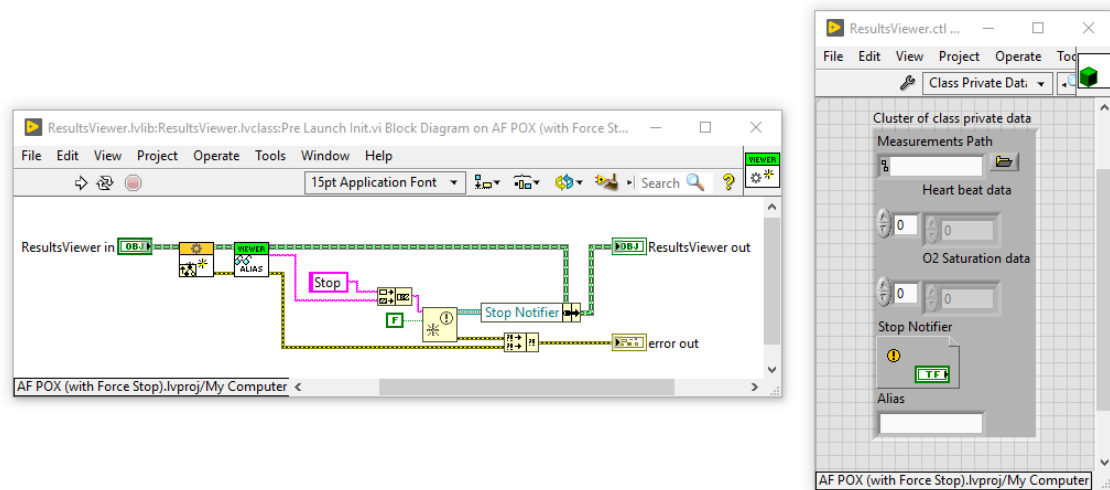 ResultsViewer.lvlib:ResultsViewer.lvclass:Pre Launch Init.vi Block Diagram on AF POX (with Force St...
File Edit View Project Operate Tools Window Help
15pt Application Font
Search
VIEWER
ResultsViewer in
OBJ
VIEWER
ALIAS
OBJ
ResultsViewer out
Stop
F
Stop Notifier
error out
AF POX (with Force Stop).lvproj/My Computer
ResultsViewer.ctl ...
File Edit View Project Operate Too
Class Private Dat
Cluster of class private data
Measurements Path
Heart beat data
0
0
O2 Saturation data
0
0
Stop Notifier
TF
Alias
AF POX (with Force Stop).lvproj/My Computer